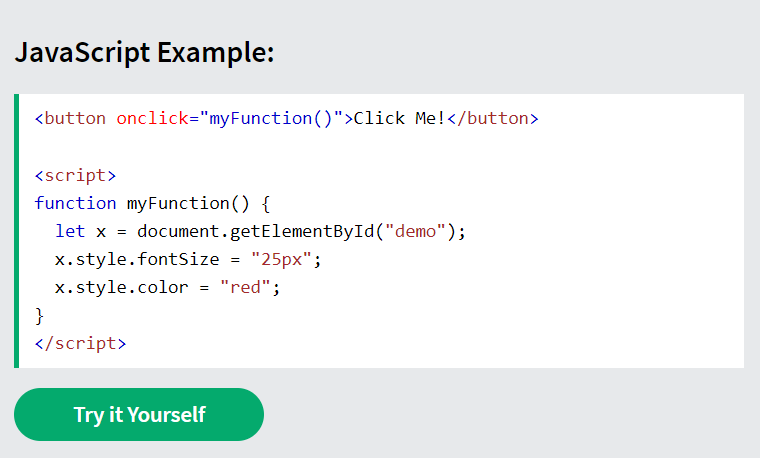 JavaScript Example:
<button onclick="myFunction()">Click Me!</button>
<script>
function myFunction() {
  let x = document.getElementById("demo");
  x.style.fontSize = "25px";
  x.style.color = "red";
}
</script>
Try it Yourself